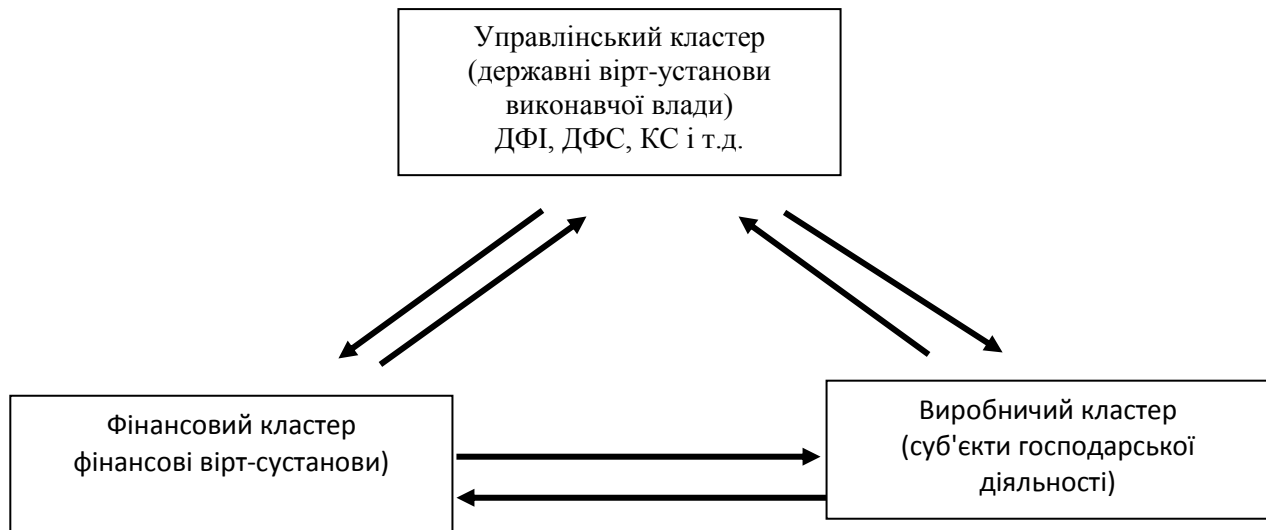 Управлінський кластер
(державні вірт-установи
виконавчої влади)
ДФІ, ДФС, КС і т.д.
Фінансовий кластер
фінансові вірт-сустанови)
Виробничий кластер
(суб'єкти господарської
діяльності)